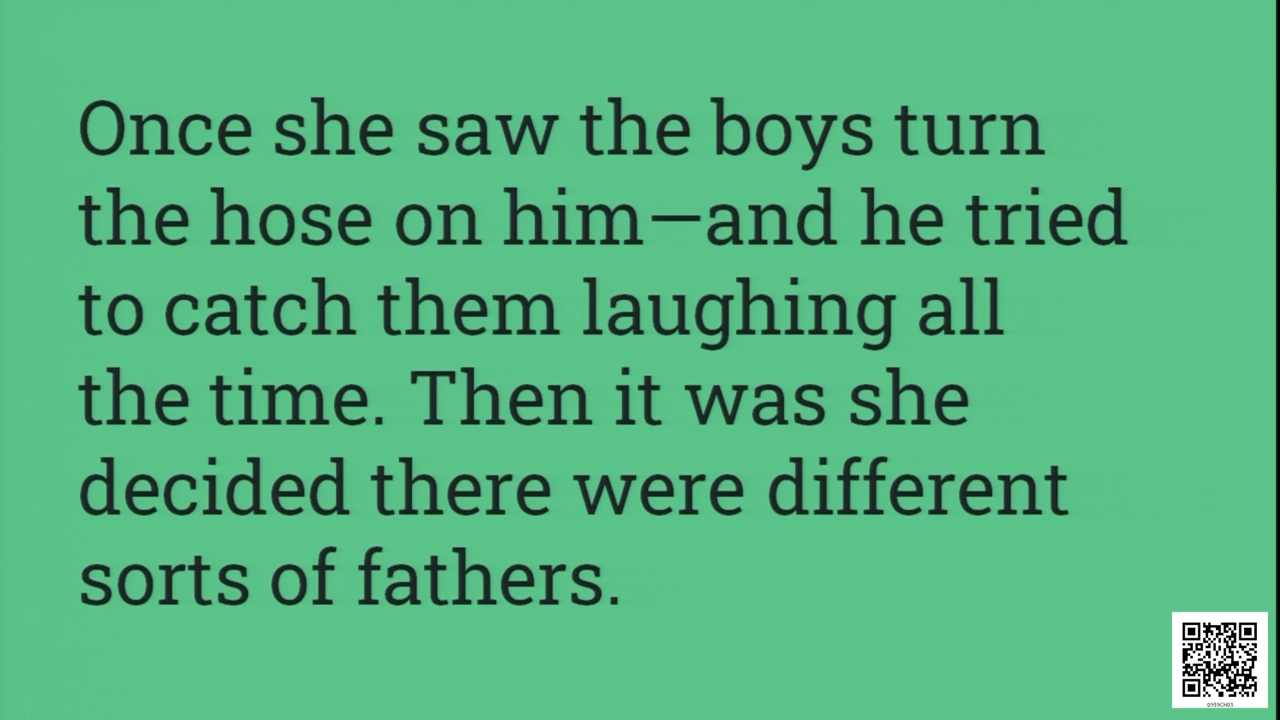 Once she saw the boys turn
the hose on him—and he tried
to catch them laughing all
the time. Then it was she
decided there were different
sorts of fathers.
0959CH03